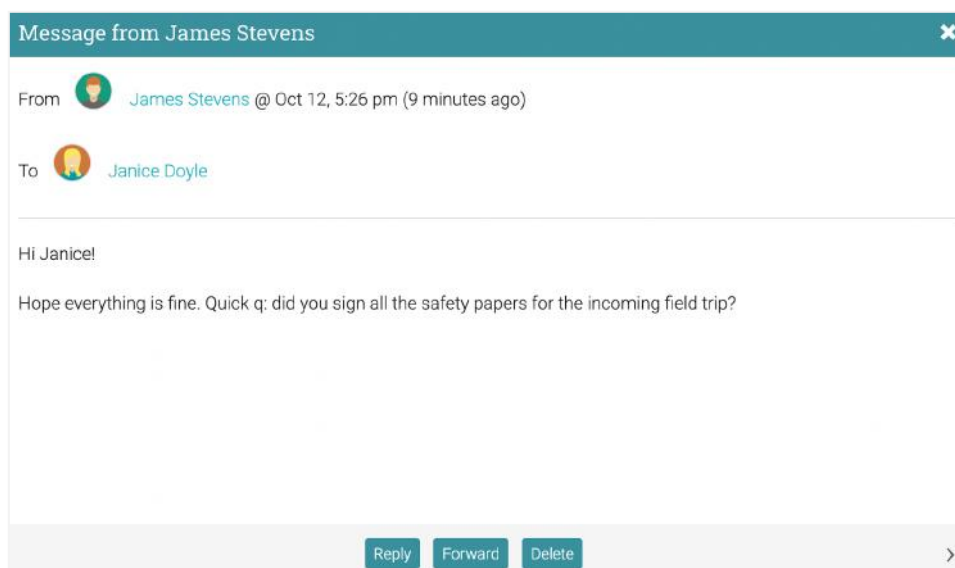 Message from James Stevens
From James Stevens @ Oct 12, 5:26 pm (9 minutes ago)
To Janice Doyle
Hi Janice!
Hope everything is fine. Quick q: did you sign all the safety papers for the incoming field trip?
Reply Forward Delete